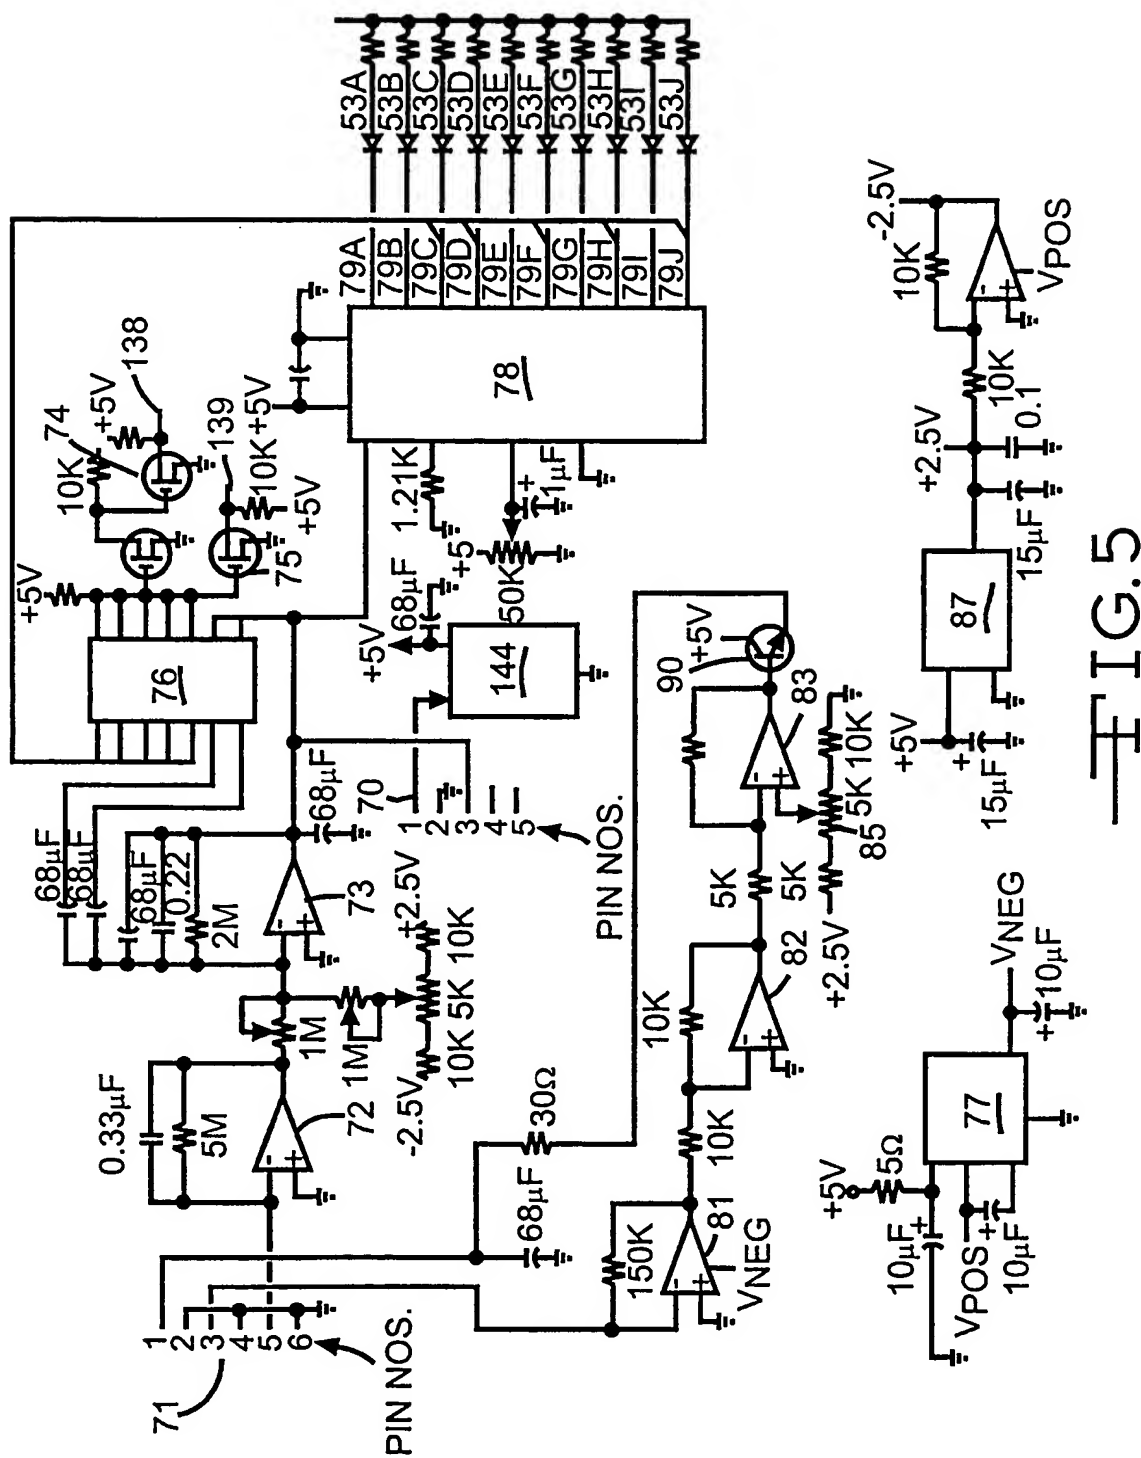 71
1
2
3
4
5
6
PIN NOS.
0.33µF
5M
72
1M
1M
-2.5V
10K 5K 10K
+2.5V
68µF
68µF
68µF
0.22
2M
73
68µF
76
+5V
10K
74
+5V
138
139
10K
+5V
75
70
1
2
3
4
5
PIN NOS.
+5V
68µF
144
+5
50K
1µF
1.21K
+5V
78
79A
79B
79C
79D
79E
79F
79G
79H
79I
79J
53A
53B
53C
53D
53E
53F
53G
53H
53I
53J
68µF
30Ω
150K
81
VNEG
10K
10K
82
5K
+2.5V
5K
5K
10K
85
83
90
+5V
+5V
5Ω
10µF
+
VPOS
+
10µF
77
VNEG
10µF
+
+5V
+
15µF
87
15µF
+2.5V
0.1
10K
10K
-2.5V
VPOS
FIG.5